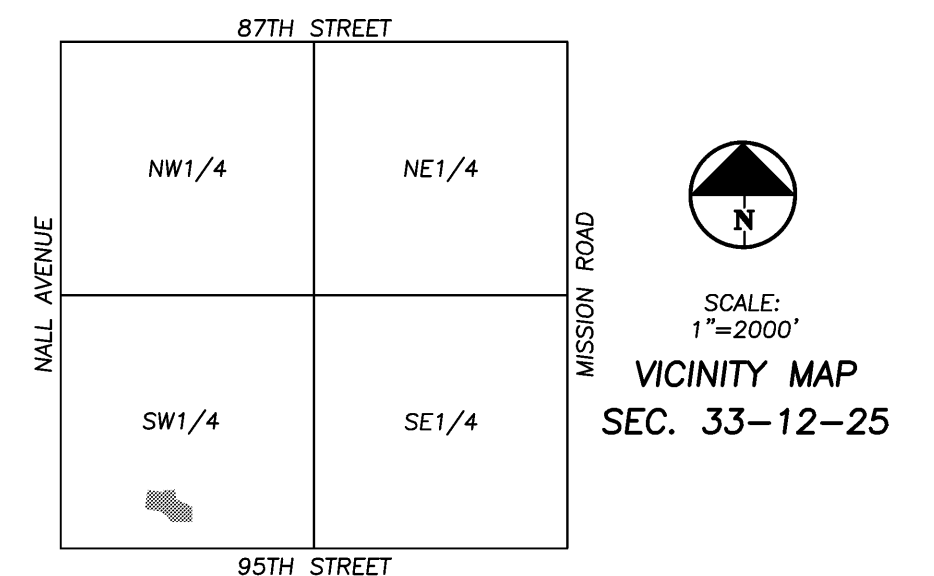 87TH STREET
NW1/4
NE1/4
NALL AVENUE
MISSION ROAD
N
SCALE:
1"=2000'
VICINITY MAP
SEC. 33-12-25
SW1/4
SE1/4
95TH STREET